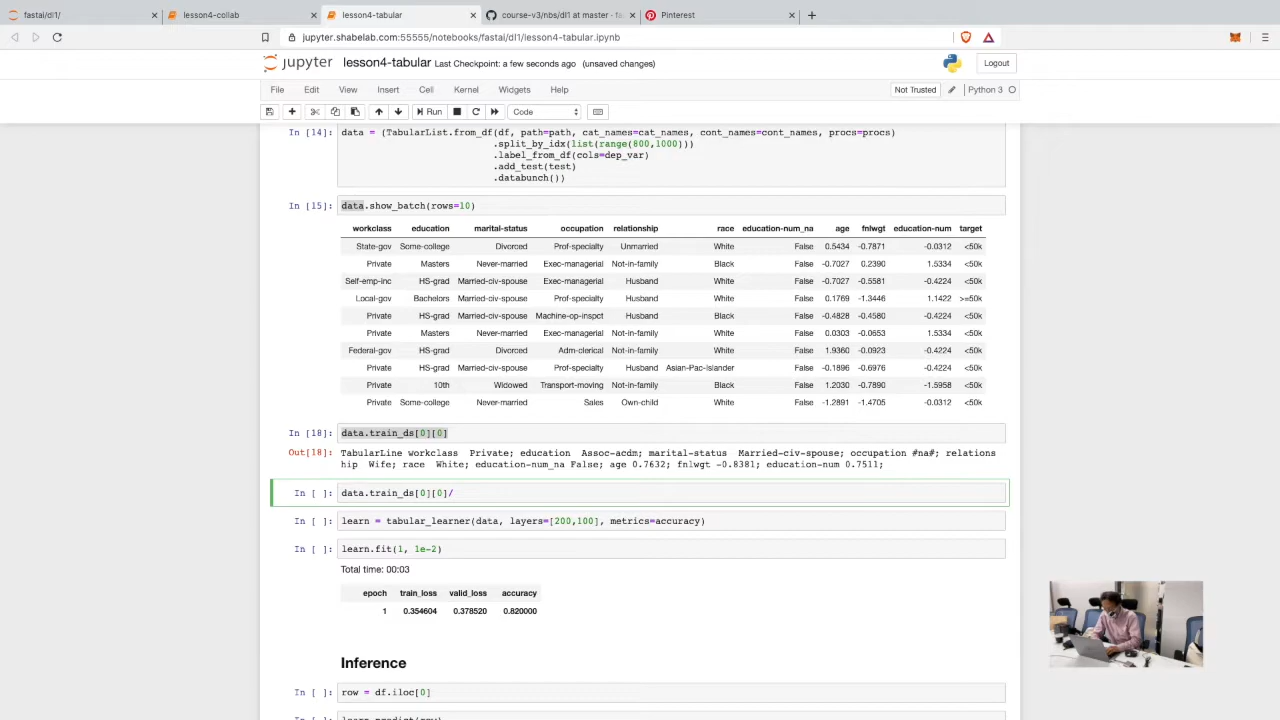 fastai/dl1/ × lesson4-collab × lesson4-tabular × course-v3/nbs/dl1 at master · fa × Pinterest ×
jupyter.shabelab.com:55555/notebooks/fastai/dl1/lesson4-tabular.ipynb
jupyter lesson4-tabular Last Checkpoint: a few seconds ago (unsaved changes) Logout
File Edit View Insert Cell Kernel Widgets Help Not Trusted Python 3
Run Code
In [14]: data = (TabularList.from_df(df, path=path, cat_names=cat_names, cont_names=cont_names, procs=procs)
.split_by_idx(list(range(800,1000)))
.label_from_df(cols=dep_var)
.add_test(test)
.databunch())
In [15]: data.show_batch(rows=10)
workclass education marital-status occupation relationship race education-num_na age fnlwgt education-num target
State-gov Some-college Divorced Prof-specialty Unmarried White False 0.5434 -0.7871 -0.0312 <50k
Private Masters Never-married Exec-managerial Not-in-family Black False -0.7027 0.2390 1.5334 <50k
Self-emp-inc HS-grad Married-civ-spouse Exec-managerial Husband White False -0.7027 -0.5581 -0.4224 <50k
Local-gov Bachelors Married-civ-spouse Prof-specialty Husband White False 0.1769 -1.3446 1.1422 >=50k
Private HS-grad Married-civ-spouse Machine-op-inspct Husband Black False -0.4828 -0.4580 -0.4224 <50k
Private Masters Never-married Exec-managerial Not-in-family White False 0.0303 -0.0653 1.5334 <50k
Federal-gov HS-grad Divorced Adm-clerical Not-in-family White False 1.9360 -0.0923 -0.4224 <50k
Private HS-grad Married-civ-spouse Prof-specialty Husband Asian-Pac-Islander False -0.1896 -0.6976 -0.4224 <50k
Private 10th Widowed Transport-moving Not-in-family Black False 1.2030 -0.7890 -1.5958 <50k
Private Some-college Never-married Sales Own-child White False -1.2891 -1.4705 -0.0312 <50k
In [18]: data.train_ds[0][0]
Out[18]: TabularLine workclass Private; education Assoc-acdm; marital-status Married-civ-spouse; occupation #na#; relations
hip Wife; race White; education-num_na False; age 0.7632; fnlwgt -0.8381; education-num 0.7511;
In [ ]: data.train_ds[0][0]/
In [ ]: learn = tabular_learner(data, layers=[200,100], metrics=accuracy)
In [ ]: learn.fit(1, 1e-2)
Total time: 00:03
epoch train_loss valid_loss accuracy
1 0.354604 0.378520 0.820000
Inference
In [ ]: row = df.iloc[0]
In [ ]: learn.predict(row)